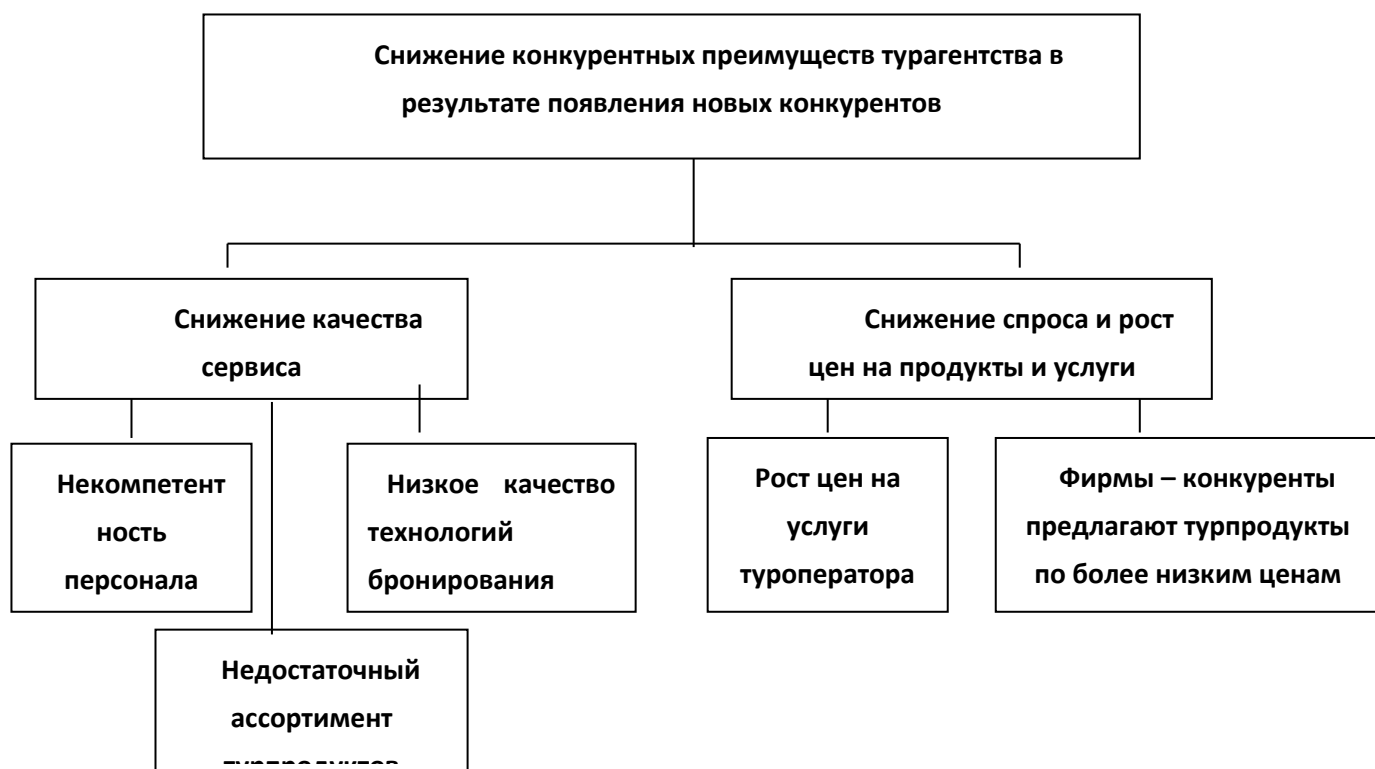 Снижение конкурентных преимуществ турагентства в
результате появления новых конкурентов
Снижение качества
сервиса
Снижение спроса и рост
цен на продукты и услуги
Некомпетент
ность
персонала
Низкое качество
технологий
бронирования
Рост цен на
услуги
туроператора
Фирмы – конкуренты
предлагают турпродукты
по более низким ценам
Недостаточный
ассортимент
турпродуктов